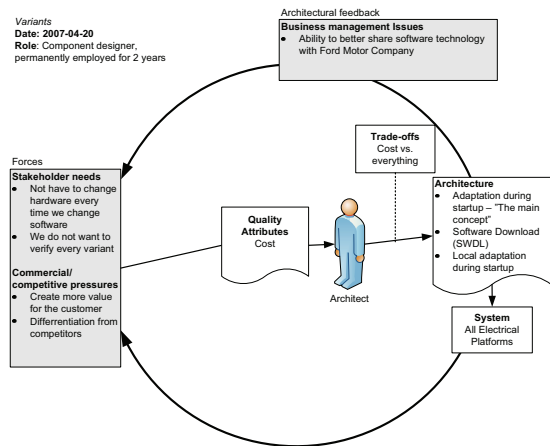 Variants
Date: 2007-04-20
Role: Component designer,
permanently employed for 2 years
Architectural feedback
Business management Issues
• Ability to better share software technology
with Ford Motor Company
Forces
Stakeholder needs
• Not have to change
hardware every
time we change
software
• We do not want to
verify every variant
Commercial/
competitive pressures
• Create more value
for the customer
• Differrentiation from
competitors
Quality
Attributes
Cost
Architect
Trade-offs
Cost vs.
everything
Architecture
• Adaptation during
startup – "The main
concept"
• Software Download
(SWDL)
• Local adaptation
during startup
System
All Electrical
Platforms